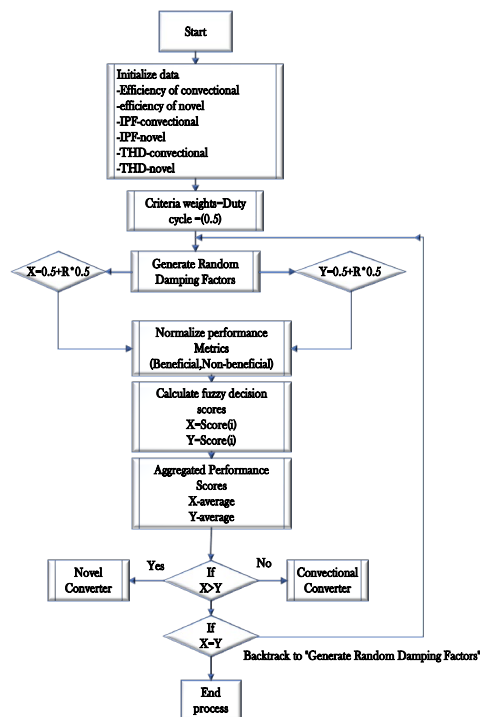 Start
Initialize data
-Efficiency of convectional
-efficiency of novel
-IPF-convectional
-IPF-novel
-THD-convectional
-THD-novel
Criteria weights=Duty
cycle =(0.5)
X=0.5+R*0.5
Generate Random
Damping Factors
Y=0.5+R*0.5
Normalize performance
Metrics
(Beneficial,Non-beneficial)
Calculate fuzzy decision
scores
X=Score(i)
Y=Score(i)
Aggregated Performance
Scores
X-average
Y-average
Yes
No
Novel
Converter
If
X>Y
Convectional
Converter
If
X=Y
Backtrack to "Generate Random Damping Factors"
End
process